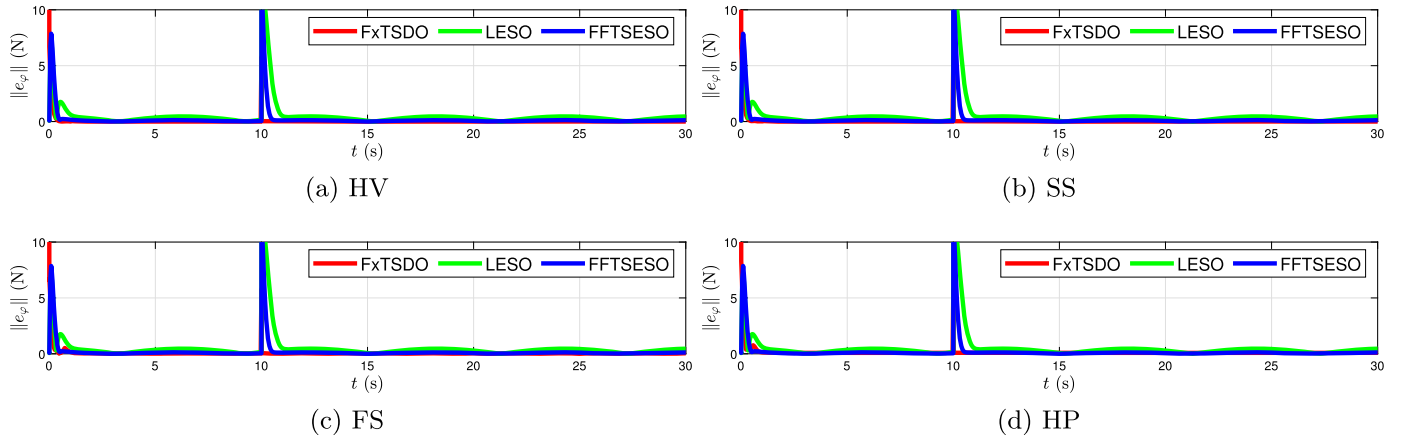 ‖e_φ‖ (N)
10
5
0
FxTSDO LESO FFTSESO
0 5 10 15 20 25 30
t (s)
(a) HV
‖e_φ‖ (N)
10
5
0
FxTSDO LESO FFTSESO
0 5 10 15 20 25 30
t (s)
(b) SS
‖e_φ‖ (N)
10
5
0
FxTSDO LESO FFTSESO
0 5 10 15 20 25 30
t (s)
(c) FS
‖e_φ‖ (N)
10
5
0
FxTSDO LESO FFTSESO
0 5 10 15 20 25 30
t (s)
(d) HP